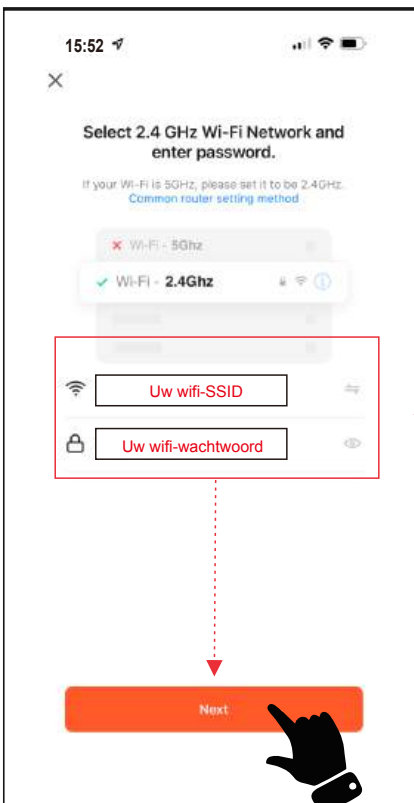 15:52
Select 2.4 GHz Wi-Fi Network and
enter password.
If your Wi-Fi is 5GHz, please set it to be 2.4GHz.
Common router setting method
Wi-Fi - 5Ghz
Wi-Fi - 2.4Ghz
Uw wifi-SSID
Uw wifi-wachtwoord
Next